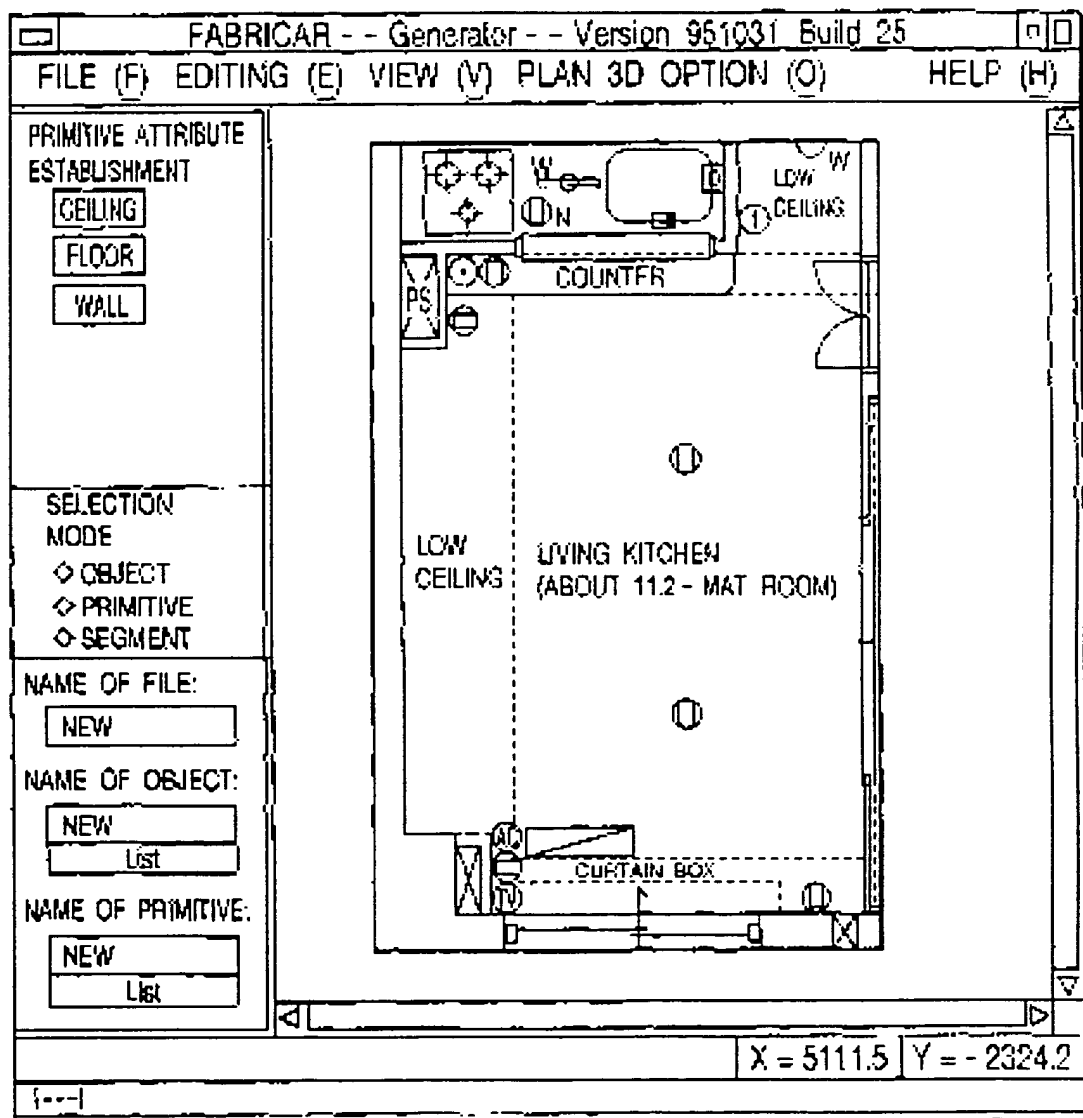 FABRICAR - - Generator - - Version 951031 Build 25
FILE (F) EDITING (E) VIEW (V) PLAN 3D OPTION (O) HELP (H)
PRIMITIVE ATTRIBUTE
ESTABLISHMENT
CEILING
FLOOR
WALL
SELECTION
MODE
OBJECT
PRIMITIVE
SEGMENT
NAME OF FILE:
NEW
NAME OF OBJECT:
NEW
List
NAME OF PRIMITIVE:
NEW
List
W
N
LOW W
CEILING
1
COUNTER
PS
LOW
CEILING
LIVING KITCHEN
(ABOUT 11.2 - MAT ROOM)
AC
CURTAIN BOX
TV
X = 5111.5 Y = - 2324.2